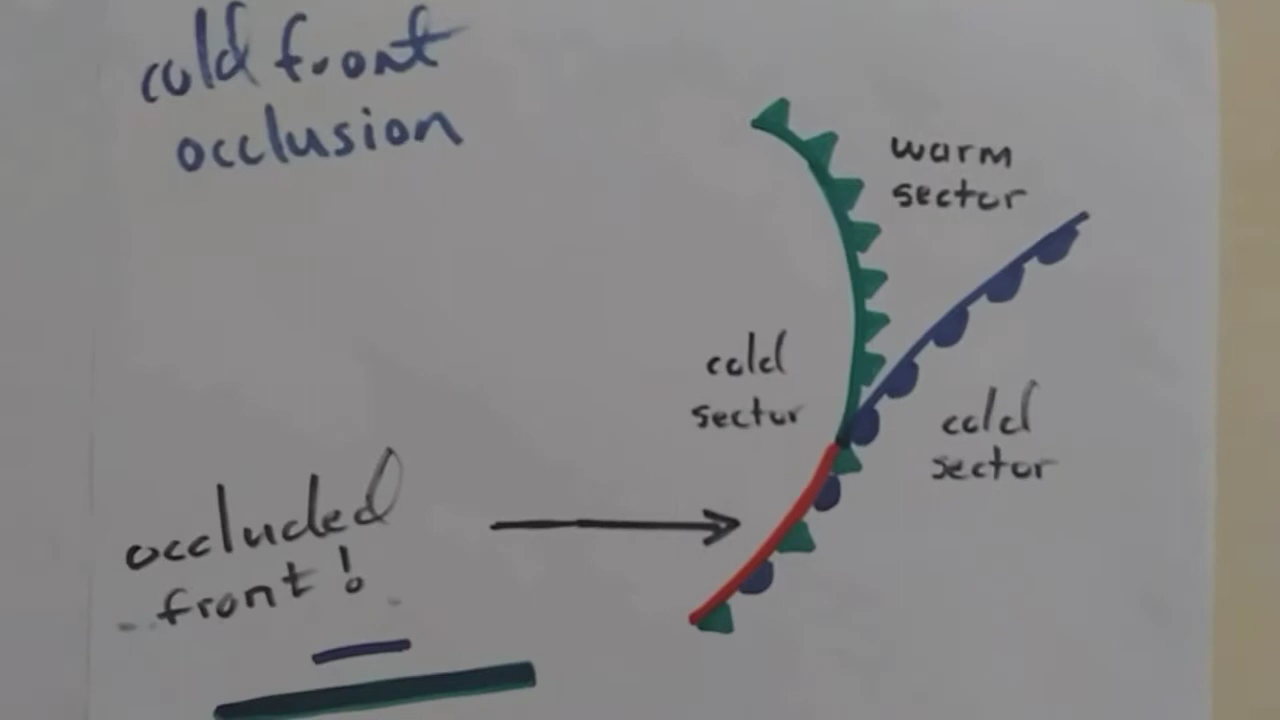 cold front
occlusion
warm
sector
cold
sector
cold
sector
occluded
front!